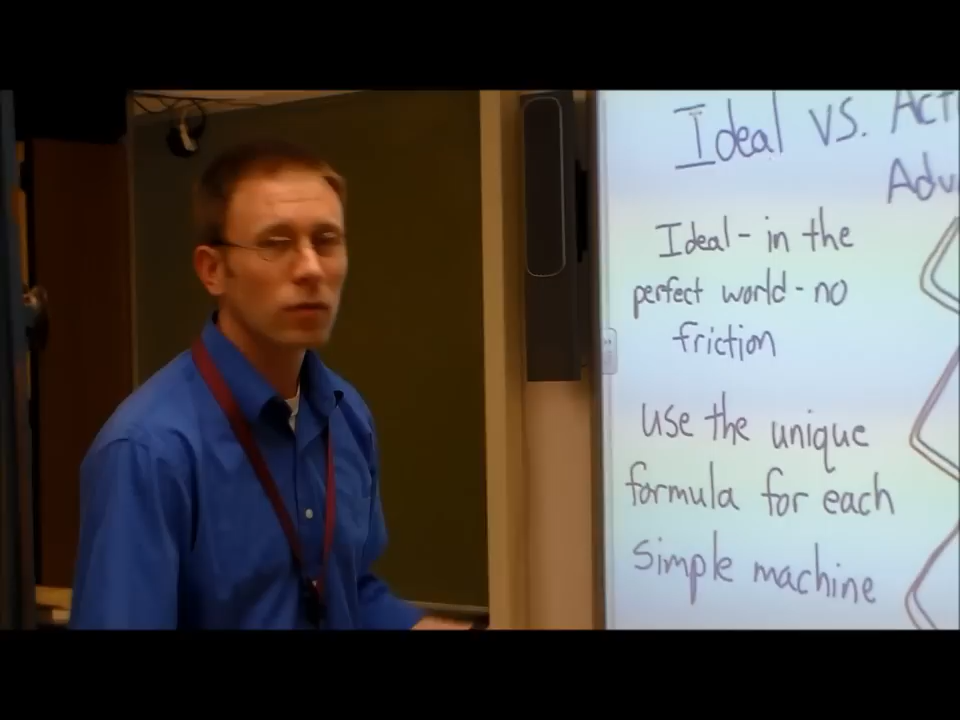 Ideal vs. Act
Adv
Ideal - in the
perfect world - no
friction
use the unique
formula for each
simple machine